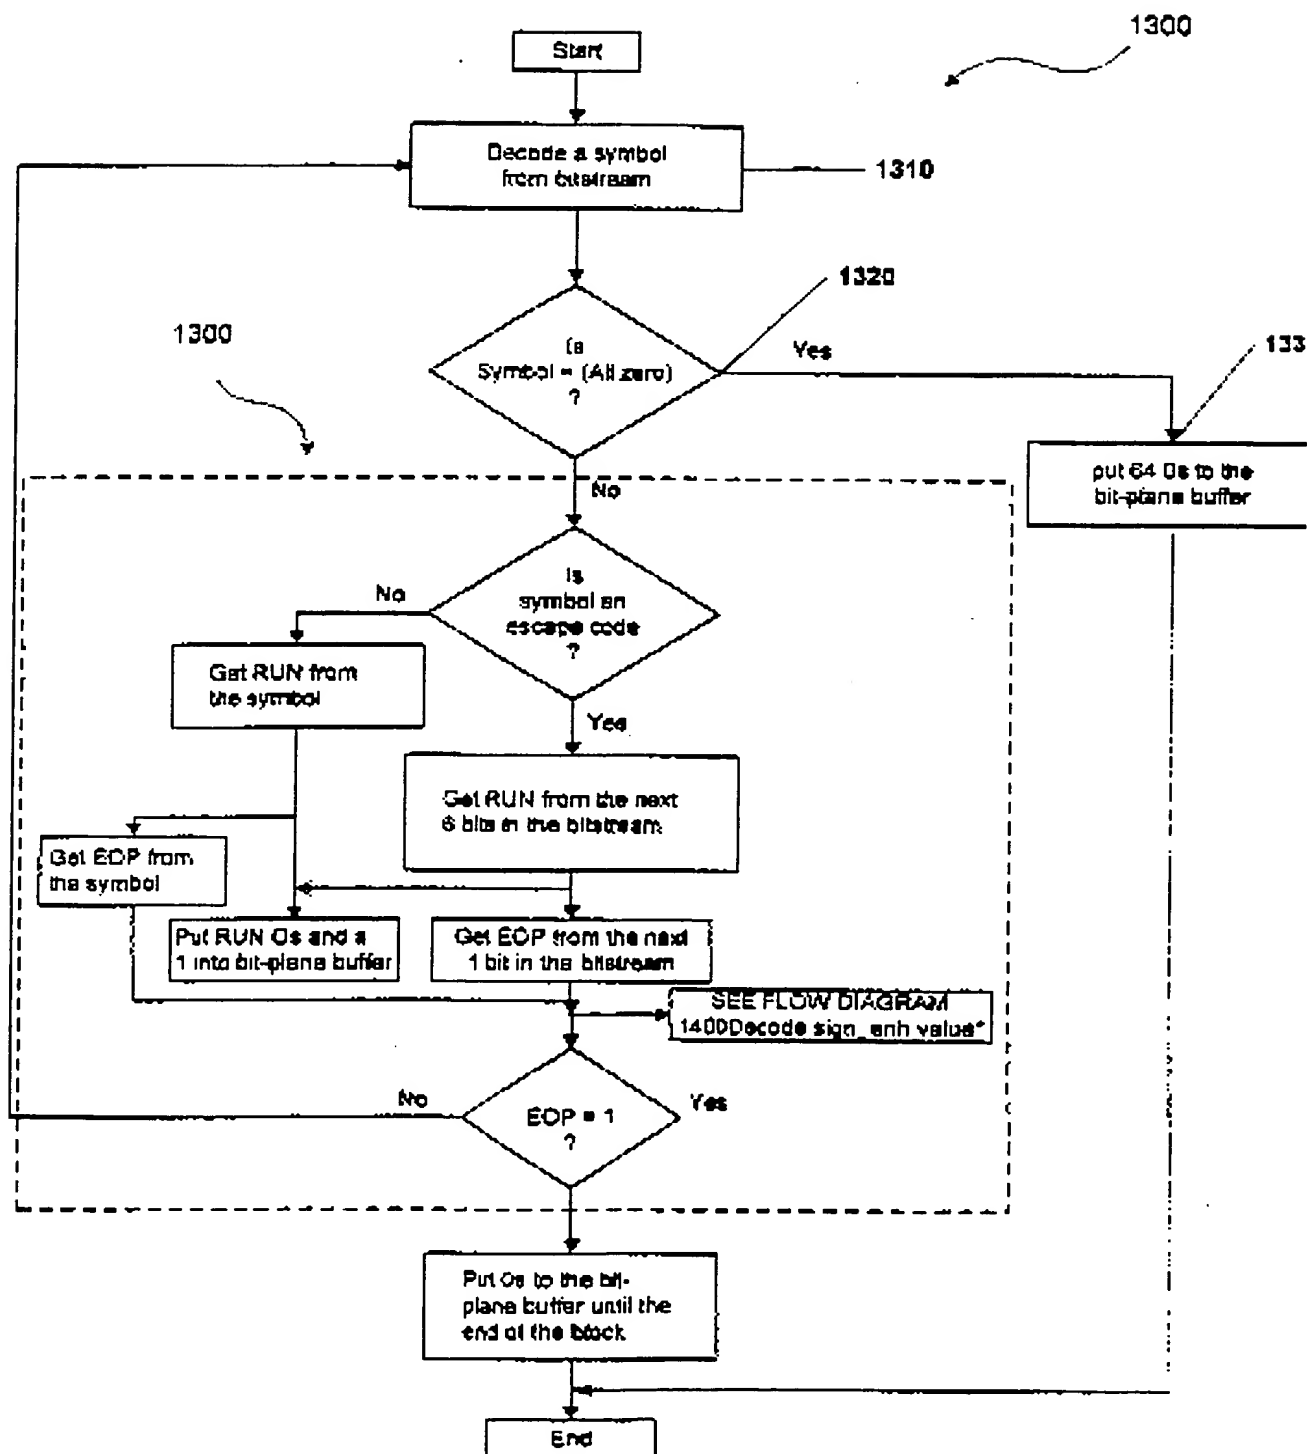 1300
Start
Decode a symbol
from bitstream
1310
1320
1300
Is
Symbol = (All zero)
?
Yes
133
put 64 0s to the
bit-plane buffer
No
Is
symbol an
escape code
?
No
Get RUN from
the symbol
Yes
Get RUN from the next
6 bits in the bitstream
Get EOP from
the symbol
Put RUN 0s and a
1 into bit-plane buffer
Get EOP from the next
1 bit in the bitstream
SEE FLOW DIAGRAM
1400Decode sign_enh value*
No
EOP = 1
?
Yes
Put 0s to the bit-
plane buffer until the
end of the block
End